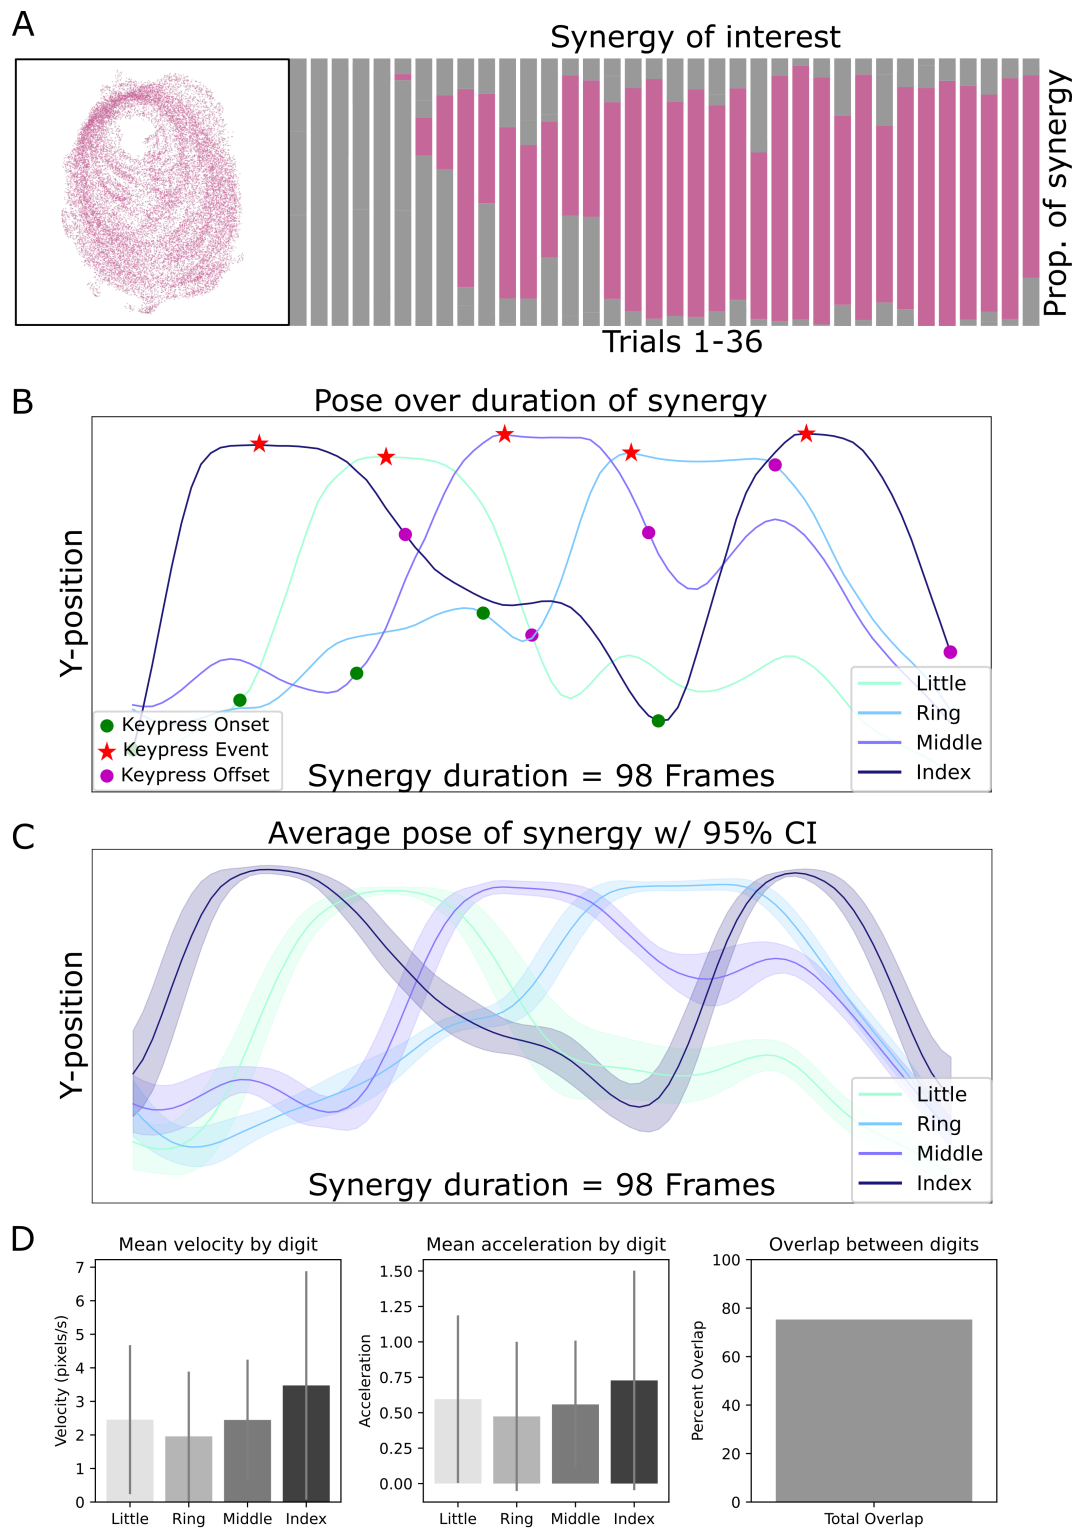 A
Synergy of interest
Prop. of synergy
Trials 1-36
B
Pose over duration of synergy
Y-position
Keypress Onset
Keypress Event
Keypress Offset
Synergy duration = 98 Frames
Little
Ring
Middle
Index
C
Average pose of synergy w/ 95% CI
Y-position
Synergy duration = 98 Frames
Little
Ring
Middle
Index
D
Mean velocity by digit
Velocity (pixels/s)
7
6
5
4
3
2
1
0
Little Ring Middle Index
Mean acceleration by digit
Acceleration
1.50
1.25
1.00
0.75
0.50
0.25
0.00
Little Ring Middle Index
Overlap between digits
Percent Overlap
100
80
60
40
20
0
Total Overlap